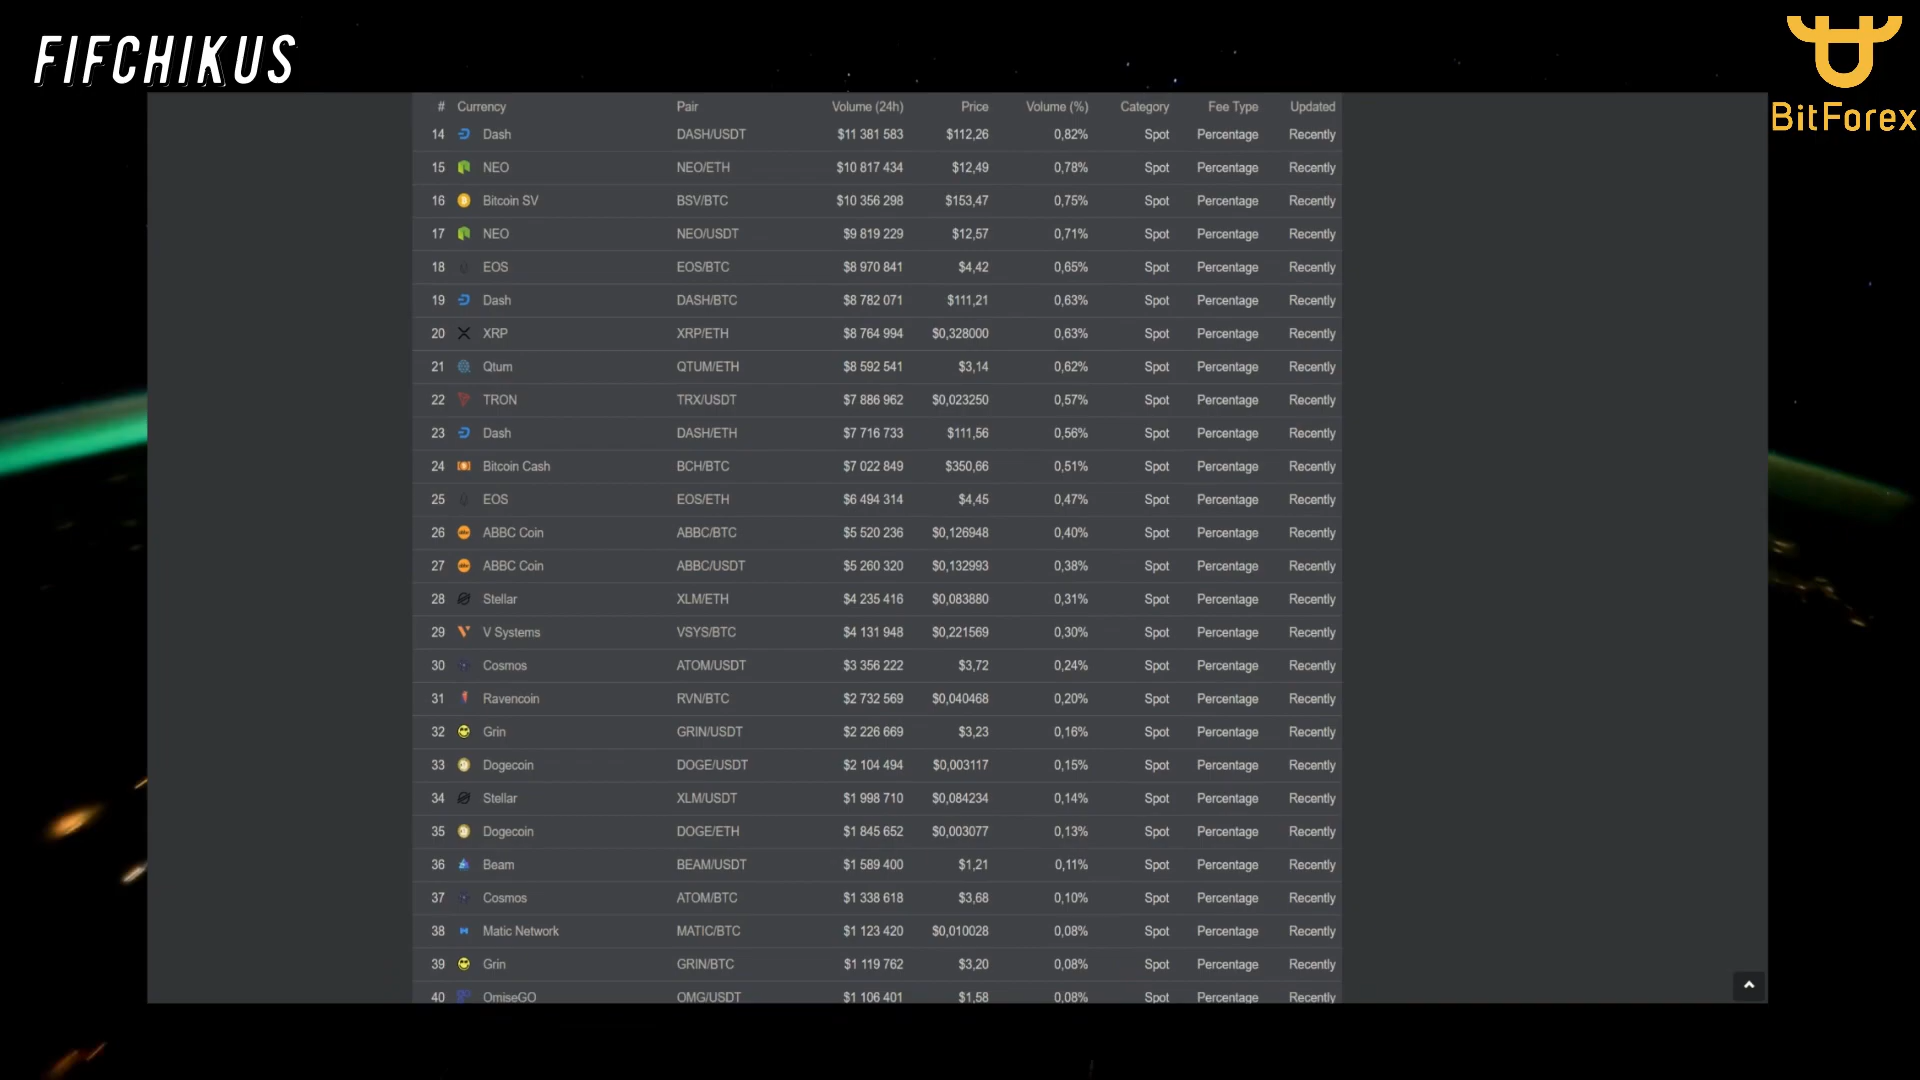 FIFCHIKUS
BitForex
# Currency Pair Volume (24h) Price Volume (%) Category Fee Type Updated
14 Dash DASH/USDT $11 381 583 $112,26 0,82% Spot Percentage Recently
15 NEO NEO/ETH $10 817 434 $12,49 0,78% Spot Percentage Recently
16 Bitcoin SV BSV/BTC $10 356 298 $153,47 0,75% Spot Percentage Recently
17 NEO NEO/USDT $9 819 229 $12,57 0,71% Spot Percentage Recently
18 EOS EOS/BTC $8 970 841 $4,42 0,65% Spot Percentage Recently
19 Dash DASH/BTC $8 782 071 $111,21 0,63% Spot Percentage Recently
20 XRP XRP/ETH $8 764 994 $0,328000 0,63% Spot Percentage Recently
21 Qtum QTUM/ETH $8 592 541 $3,14 0,62% Spot Percentage Recently
22 TRON TRX/USDT $7 886 962 $0,023250 0,57% Spot Percentage Recently
23 Dash DASH/ETH $7 716 733 $111,56 0,56% Spot Percentage Recently
24 Bitcoin Cash BCH/BTC $7 022 849 $350,66 0,51% Spot Percentage Recently
25 EOS EOS/ETH $6 494 314 $4,45 0,47% Spot Percentage Recently
26 ABBC Coin ABBC/BTC $5 520 236 $0,126948 0,40% Spot Percentage Recently
27 ABBC Coin ABBC/USDT $5 260 320 $0,132993 0,38% Spot Percentage Recently
28 Stellar XLM/ETH $4 235 416 $0,083880 0,31% Spot Percentage Recently
29 V Systems VSYS/BTC $4 131 948 $0,221569 0,30% Spot Percentage Recently
30 Cosmos ATOM/USDT $3 356 222 $3,72 0,24% Spot Percentage Recently
31 Ravencoin RVN/BTC $2 732 569 $0,040468 0,20% Spot Percentage Recently
32 Grin GRIN/USDT $2 226 669 $3,23 0,16% Spot Percentage Recently
33 Dogecoin DOGE/USDT $2 104 494 $0,003117 0,15% Spot Percentage Recently
34 Stellar XLM/USDT $1 998 710 $0,084234 0,14% Spot Percentage Recently
35 Dogecoin DOGE/ETH $1 845 652 $0,003077 0,13% Spot Percentage Recently
36 Beam BEAM/USDT $1 589 400 $1,21 0,11% Spot Percentage Recently
37 Cosmos ATOM/BTC $1 338 618 $3,68 0,10% Spot Percentage Recently
38 Matic Network MATIC/BTC $1 123 420 $0,010028 0,08% Spot Percentage Recently
39 Grin GRIN/BTC $1 119 762 $3,20 0,08% Spot Percentage Recently
40 OmiseGO OMG/USDT $1 106 401 $1,58 0,08% Spot Percentage Recently